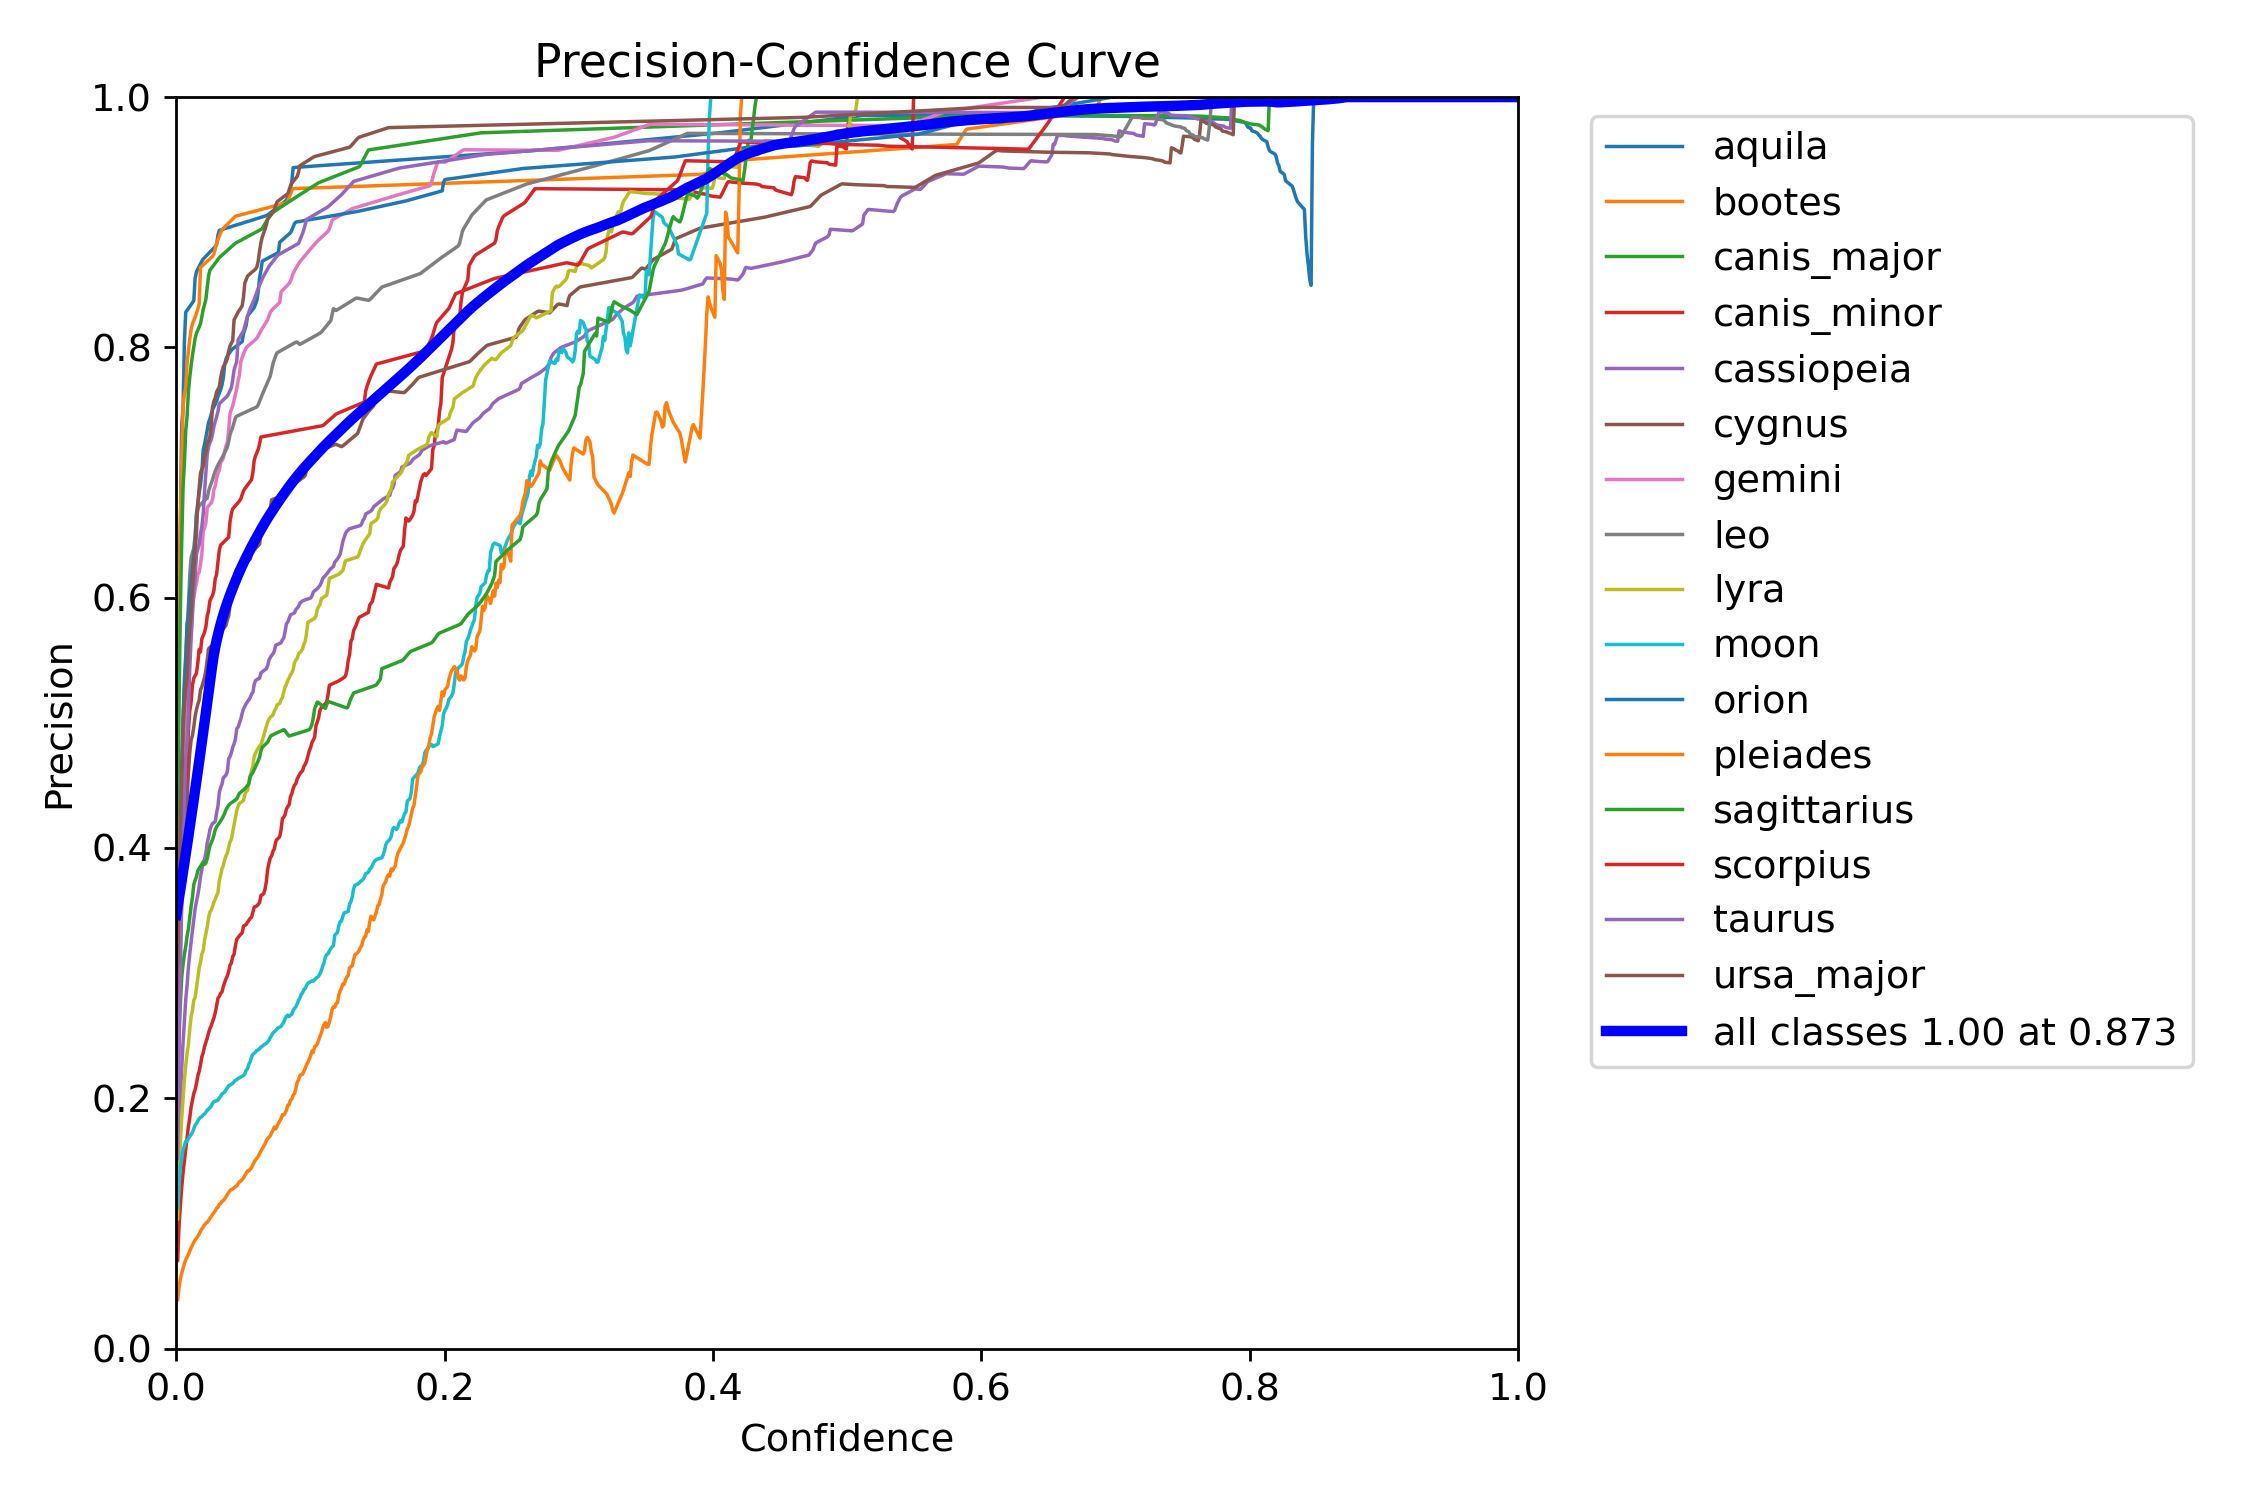 Precision-Confidence Curve
1.0
0.8
0.6
0.4
0.2
0.0
Precision
0.0 0.2 0.4 0.6 0.8 1.0
Confidence
aquila
bootes
canis_major
canis_minor
cassiopeia
cygnus
gemini
leo
lyra
moon
orion
pleiades
sagittarius
scorpius
taurus
ursa_major
all classes 1.00 at 0.873